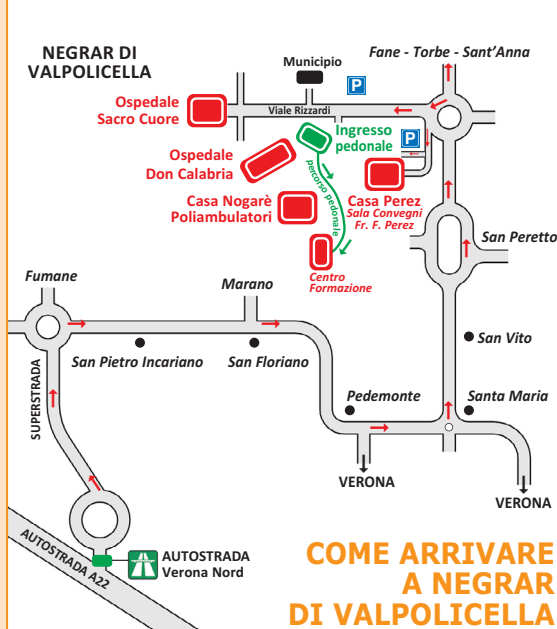 NEGRAR DI
VALPOLICELLA
Fane - Torbe - Sant'Anna
Municipio
P
Ospedale
Sacro Cuore
Viale Rizzardi
Ingresso
pedonale
P
Ospedale
Don Calabria
percorso pedonale
Casa Perez
Sala Convegni
Fr. F. Perez
Casa Nogarè
Poliambulatori
San Peretto
Centro
Formazione
Fumane
Marano
San Vito
San Pietro Incariano
San Floriano
SUPERSTRADA
Pedemonte
Santa Maria
VERONA
VERONA
AUTOSTRADA A22
AUTOSTRADA
Verona Nord
COME ARRIVARE
A NEGRAR
DI VALPOLICELLA